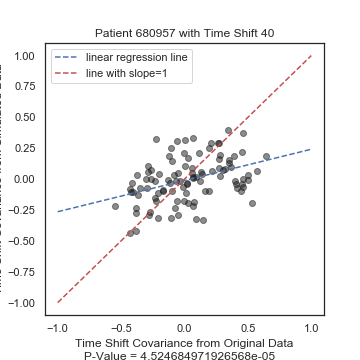 Patient 680957 with Time Shift 40
linear regression line
line with slope=1
1.00
0.75
0.50
0.25
0.00
−0.25
−0.50
−0.75
−1.00
−1.0
−0.5
0.0
0.5
1.0
Time Shift Covariance from Original Data
P-Value = 4.524684971926568e-05